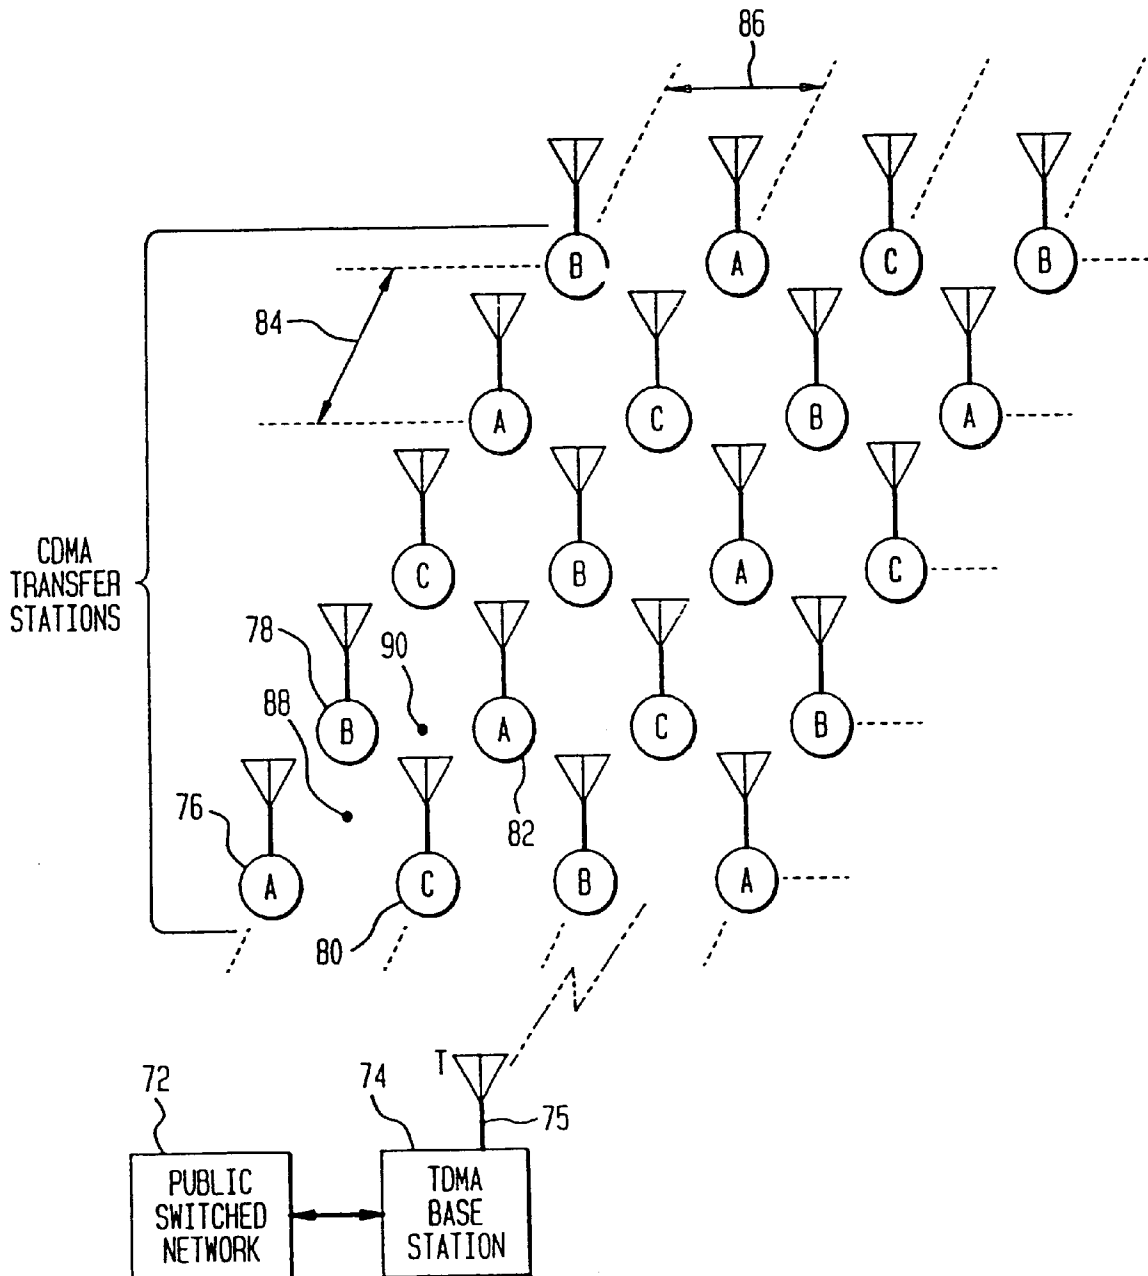 86
B A C B
84
A C B A
CDMA
TRANSFER
STATIONS
C B A C
78
90
88
B A C B
76
82
A C B A
80
T
72
74
75
PUBLIC
SWITCHED
NETWORK
TDMA
BASE
STATION